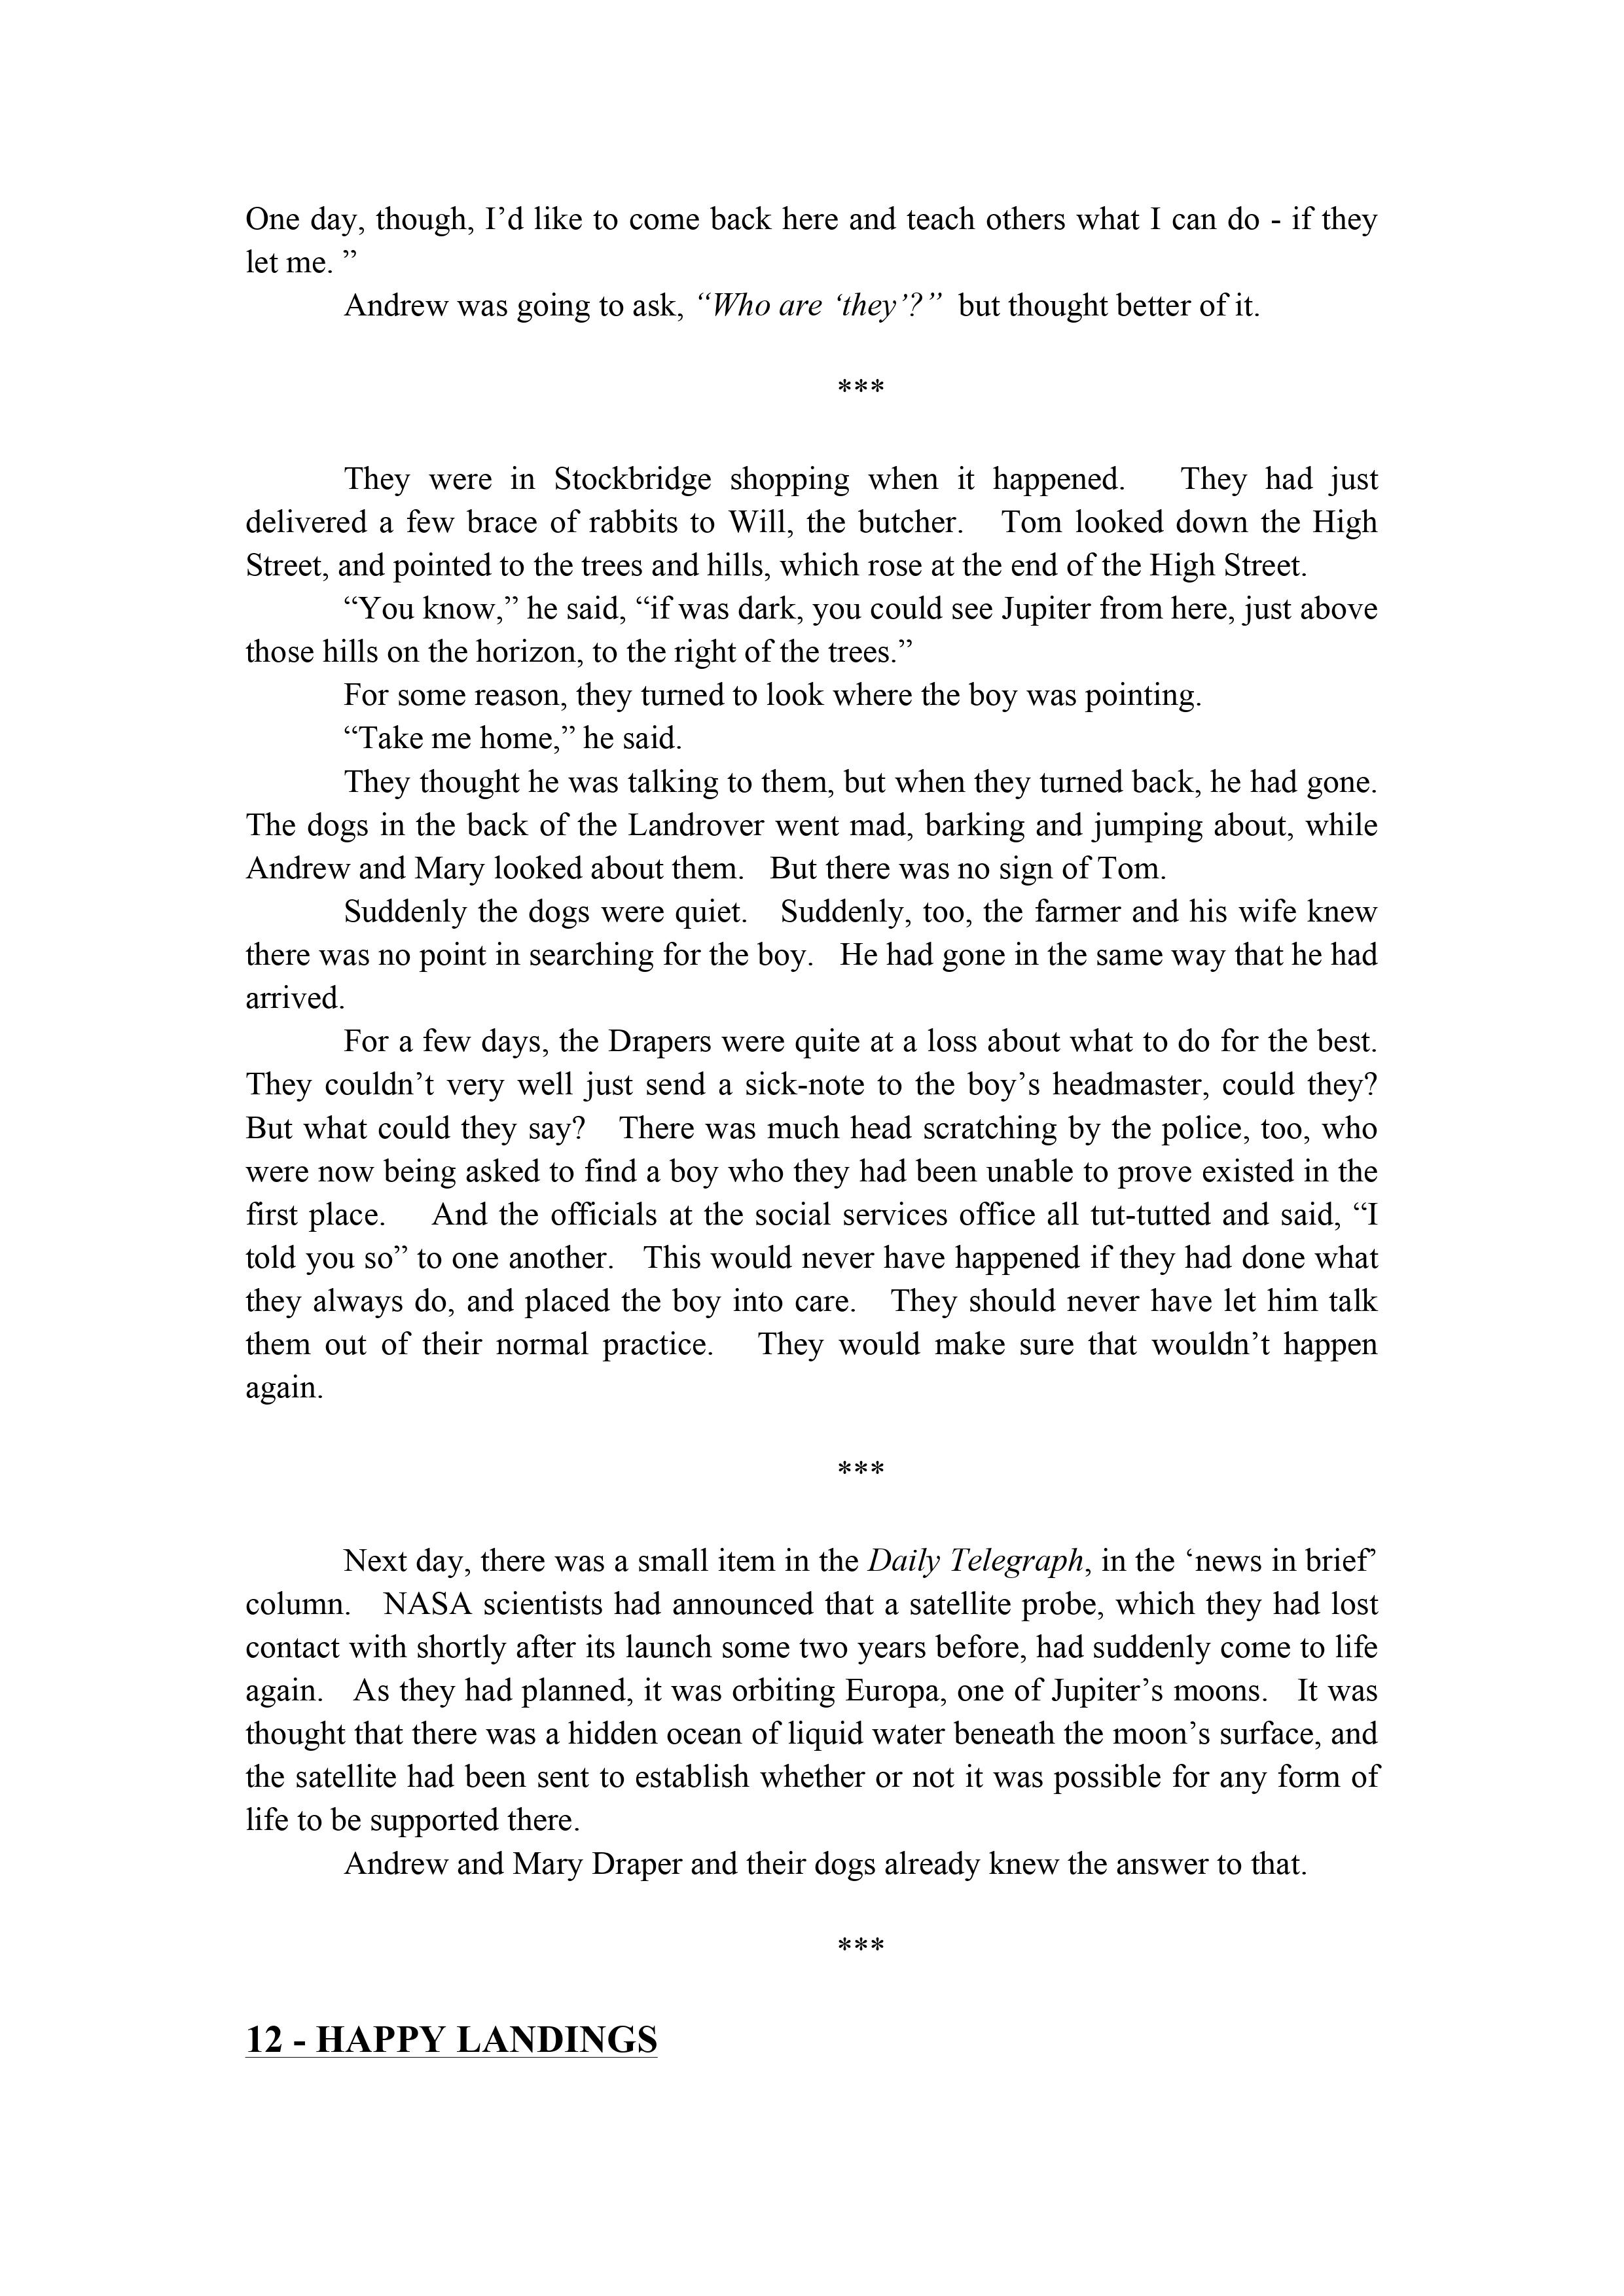 One day, though, I’d like to come back here and teach others what I can do - if they
let me. ”
Andrew was going to ask, “Who are ‘they’?” but thought better of it.
***
They were in Stockbridge shopping when it happened. They had just
delivered a few brace of rabbits to Will, the butcher. Tom looked down the High
Street, and pointed to the trees and hills, which rose at the end of the High Street.
“You know,” he said, “if was dark, you could see Jupiter from here, just above
those hills on the horizon, to the right of the trees.”
For some reason, they turned to look where the boy was pointing.
“Take me home,” he said.
They thought he was talking to them, but when they turned back, he had gone.
The dogs in the back of the Landrover went mad, barking and jumping about, while
Andrew and Mary looked about them. But there was no sign of Tom.
Suddenly the dogs were quiet. Suddenly, too, the farmer and his wife knew
there was no point in searching for the boy. He had gone in the same way that he had
arrived.
For a few days, the Drapers were quite at a loss about what to do for the best.
They couldn’t very well just send a sick-note to the boy’s headmaster, could they?
But what could they say? There was much head scratching by the police, too, who
were now being asked to find a boy who they had been unable to prove existed in the
first place. And the officials at the social services office all tut-tutted and said, “I
told you so” to one another. This would never have happened if they had done what
they always do, and placed the boy into care. They should never have let him talk
them out of their normal practice. They would make sure that wouldn’t happen
again.
***
Next day, there was a small item in the Daily Telegraph, in the ‘news in brief’
column. NASA scientists had announced that a satellite probe, which they had lost
contact with shortly after its launch some two years before, had suddenly come to life
again. As they had planned, it was orbiting Europa, one of Jupiter’s moons. It was
thought that there was a hidden ocean of liquid water beneath the moon’s surface, and
the satellite had been sent to establish whether or not it was possible for any form of
life to be supported there.
Andrew and Mary Draper and their dogs already knew the answer to that.
***
12 - HAPPY LANDINGS